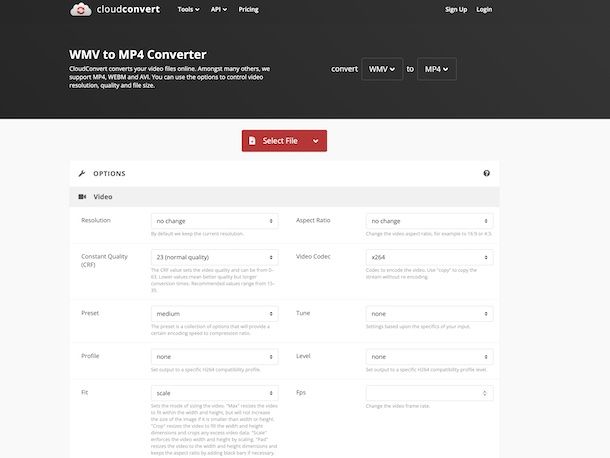 cloudconvert Tools API Pricing Sign Up Login
WMV to MP4 Converter
CloudConvert converts your video files online. Amongst many others, we
support MP4, WEBM and AVI. You can use the options to control video
resolution, quality and file size.
convert WMV to MP4
Select File
OPTIONS
Video
Resolution no change Aspect Ratio no change
By default we keep the current resolution. Change the video aspect ratio, for example to 16:9 or 4:3.
Constant Quality 23 (normal quality) Video Codec x264
(CRF)
The CRF value sets the video quality and can be from 0–
63. Lower values mean better quality but longer
conversion times. Recommended values range from 15–
35.
Codec to encode the video. Use "copy" to copy the
stream without re-encoding.
Preset medium Tune none
The preset is a collection of options that will provide a
certain encoding speed to compression ratio.
Settings based upon the specifics of your input.
Profile none Level none
Set output to a specific H264 compatibility profile. Set output to a specific H264 compatibility profile level.
Fit scale Fps
Sets the mode of sizing the video. "Max" resizes the video
to fit within the width and height, but will not increase
the size of the image if it is smaller than width or height.
"Crop" resizes the video to fill the width and height
dimensions and crops any excess video data. "Scale"
enforces the video width and height by scaling. "Pad"
resizes the video to the width and height dimensions and
keeps the aspect ratio by adding black bars if necessary.
Change the video frame rate.